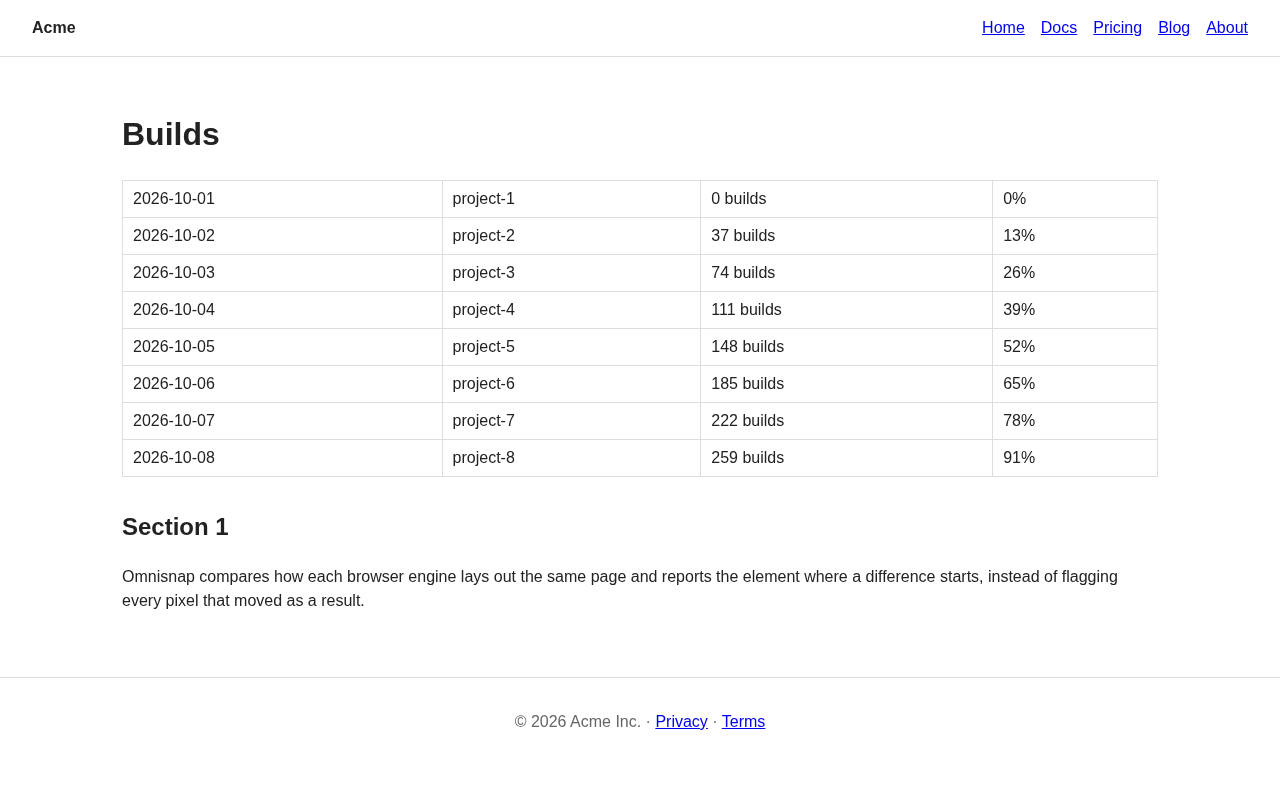 Acme Home Docs Pricing Blog About
Builds
2026-10-01 project-1 0 builds 0%
2026-10-02 project-2 37 builds 13%
2026-10-03 project-3 74 builds 26%
2026-10-04 project-4 111 builds 39%
2026-10-05 project-5 148 builds 52%
2026-10-06 project-6 185 builds 65%
2026-10-07 project-7 222 builds 78%
2026-10-08 project-8 259 builds 91%
Section 1
Omnisnap compares how each browser engine lays out the same page and reports the element where a difference starts, instead of flagging
every pixel that moved as a result.
© 2026 Acme Inc. · Privacy · Terms